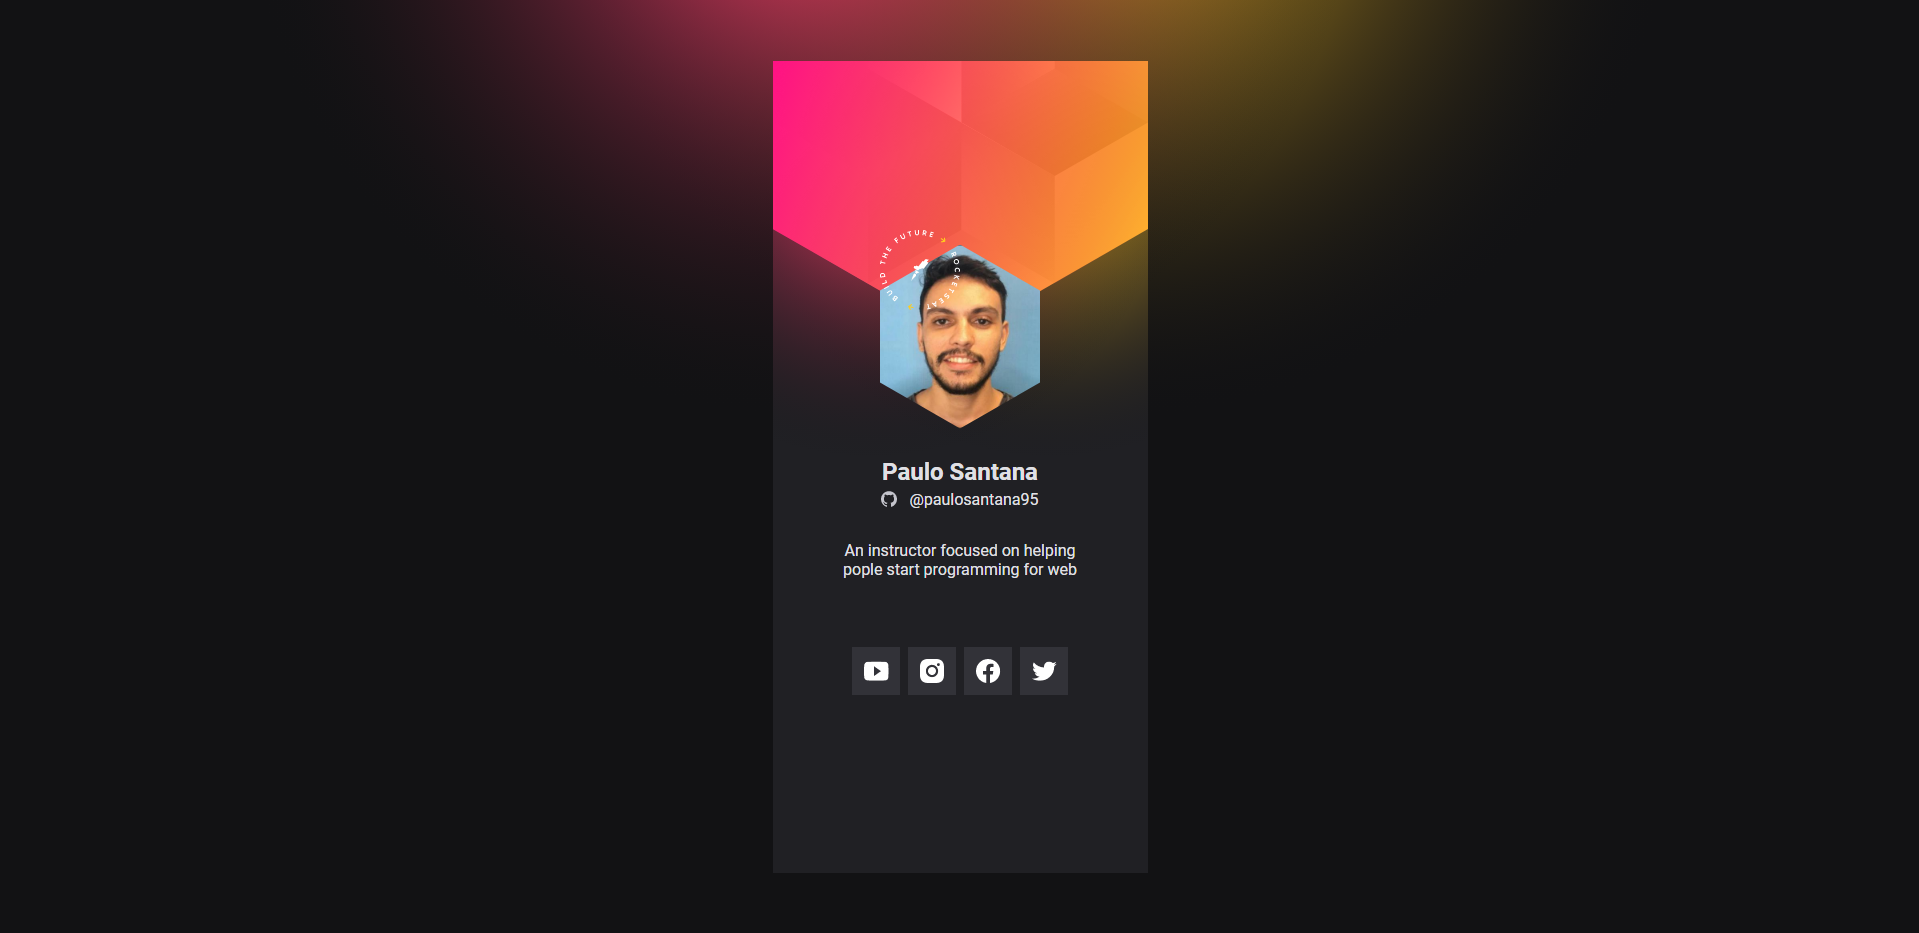 BUILD THE FUTURE ROCKETSEAT
Paulo Santana
@paulosantana95
An instructor focused on helping
pople start programming for web